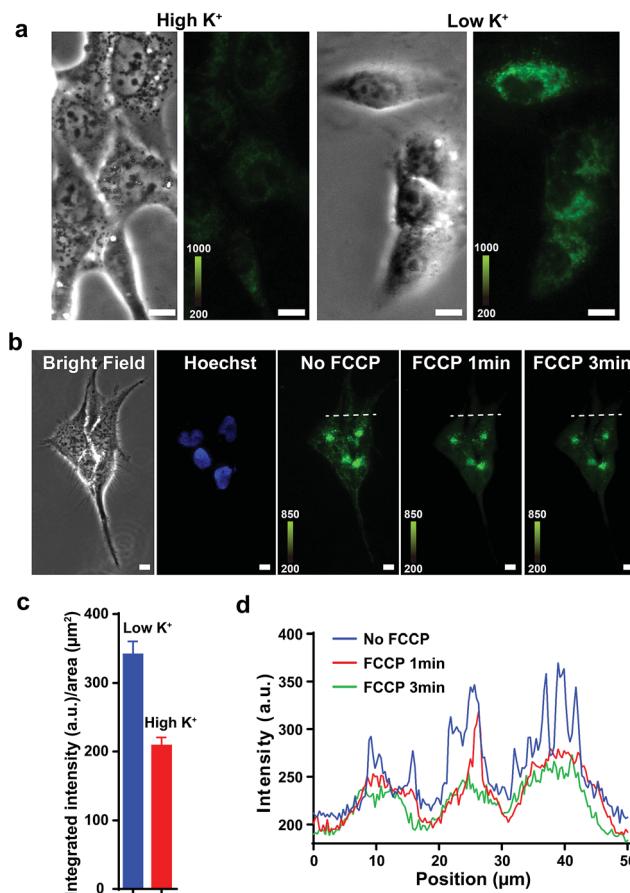 a
High K⁺
Low K⁺
1000
200
1000
200
b
Bright Field
Hoechst
No FCCP
FCCP 1min
FCCP 3min
850
200
850
200
850
200
c
Integrated intensity (a.u.)/area (µm²)
400
300
200
100
0
Low K⁺
High K⁺
d
Intensity (a.u.)
400
350
300
250
200
No FCCP
FCCP 1min
FCCP 3min
0
10
20
30
40
50
Position (µm)